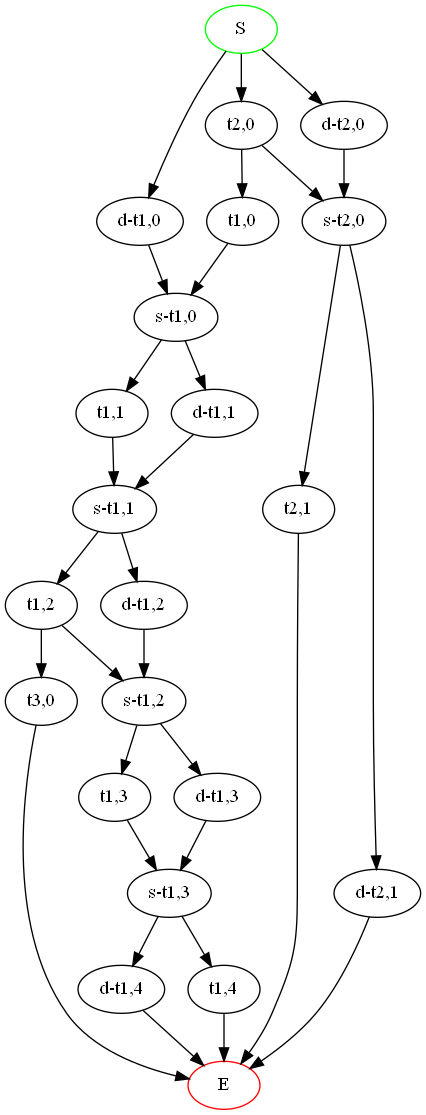 S
t2,0
d-t2,0
d-t1,0
t1,0
s-t2,0
s-t1,0
t1,1
d-t1,1
s-t1,1
t2,1
t1,2
d-t1,2
t3,0
s-t1,2
t1,3
d-t1,3
s-t1,3
d-t2,1
d-t1,4
t1,4
E